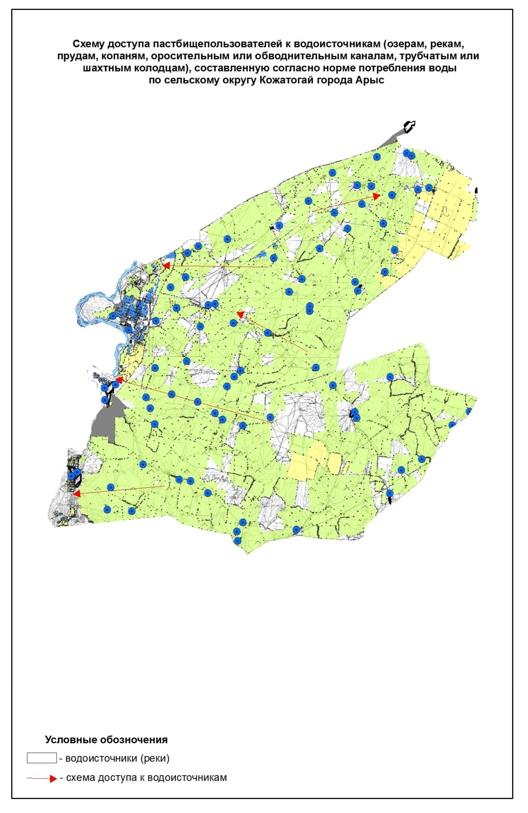 Схему доступа пастбищепользователей к водоисточникам (озерам, рекам,
прудам, копаням, оросительным или обводнительным каналам, трубчатым или
шахтным колодцам), составленную согласно норме потребления воды
по сельскому округу Кожатогай города Арыс
Условные обозночения
- водоисточники (реки)
- схема доступа к водоисточникам